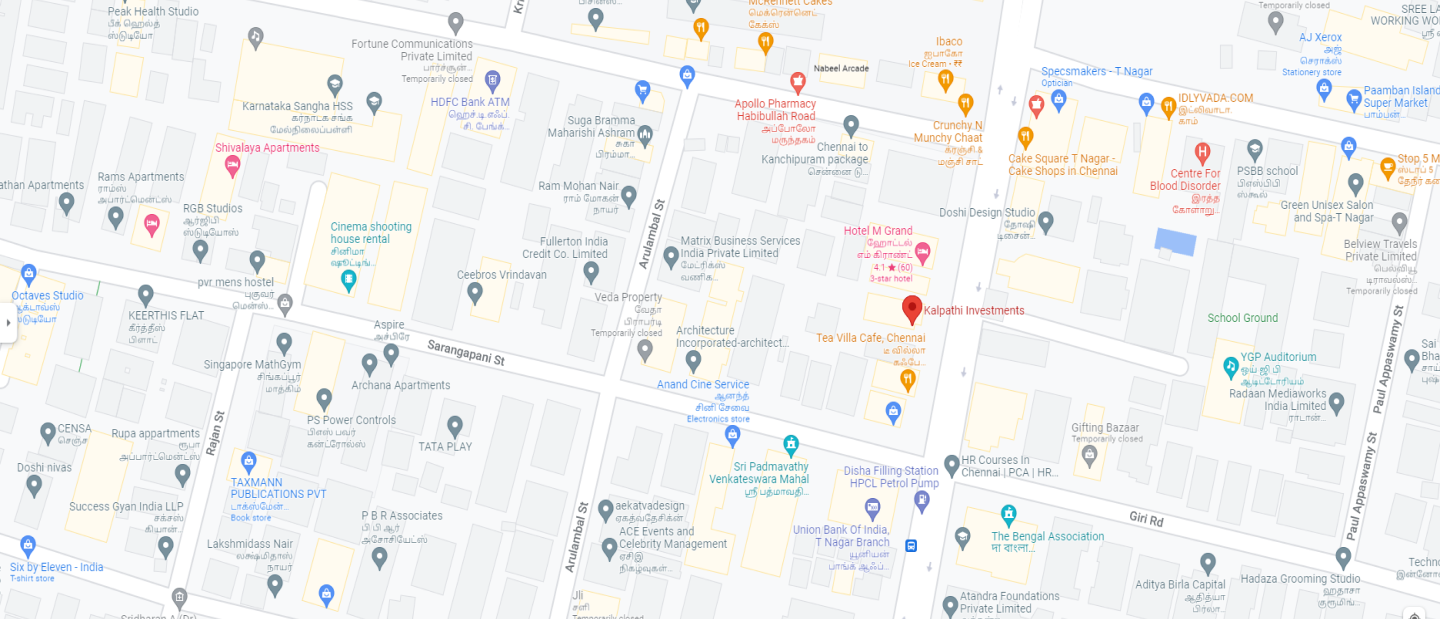 Peak Health Studio
பீக் ஹெல்த்
ஸ்டுடியோ
McRennett Cakes
மெக்ரென்னெட்
கேக்ஸ்
Temporarily closed
Fortune Communications
Private Limited
Temporarily closed
Ibaco
ஐபாகோ
Ice Cream - ₹₹
Nabeel Arcade
AJ Xerox
அஜ்
செராக்ஸ்
Stationery store
Specsmakers - T Nagar
Optician
Karnataka Sangha HSS
கர்நாடக சங்க
மேல்நிலைப்பள்ளி
HDFC Bank ATM
ஹெச் டி.எஃப்.
சி. பேங்க்...
Apollo Pharmacy
Habibullah Road
அப்போலோ
மருந்தகம்
IDLYVADA.COM
இட்லிவாடா.
காம்
Paamban Island
Super Market
பாம்பன்
Suga Bramma
Maharishi Ashram
சுகா
பிரம்மா...
Crunchy N
Munchy Chaat
க்ரஞ்சி &
மஞ்சி சாட்
Chennai to
Kanchipuram package
சென்னை டு...
Cake Square T Nagar -
Cake Shops in Chennai
Shivalaya Apartments
Centre For
Blood Disorder
இரத்த
கோளாறு...
PSBB school
பிஎஸ்பிபி
ஸ்கூல்
Stop 5 M
ஸ்டாப் 5
தேநீர்
athan Apartments
Rams Apartments
ராம்ஸ்
அபார்ட்மென்ட்ஸ்...
Ram Mohan Nair
ராம் மோகன்
நாயர்
RGB Studios
ஆர்ஜிபி
ஸ்டுடியோஸ்
Green Unisex Salon
and Spa-T Nagar
Doshi Design Studio
தோஷி
டிசைன்...
Cinema shooting
house rental
சினிமா
ஷூட்டிங்...
Arulambal St
Hotel M Grand
ஹோட்டல்
எம் கிராண்ட்
4.1 ★ (60)
3-star hotel
Fullerton India
Credit Co. Limited
Matrix Business Services
India Private Limited
மேட்ரிக்ஸ்
வணிக...
Belview Travels
Private Limited
பெல்வியூ
டிராவல்ஸ்...
Temporarily closed
Ceebros Vrindavan
pvr mens hostel
புகுவர்
மென்ஸ்...
Octaves Studio
ஸ்டுடியோ
KEERTHIS FLAT
கீர்த்திஸ்
பிளாட்
Veda Property
வேதா
பிராபர்டி
Temporarily closed
Kalpathi Investments
School Ground
Aspire
அச்பிரே
Sarangapani St
Architecture
Incorporated-architect...
Tea Villa Cafe, Chennai
டீ வில்லா
கஃபே...
Paul Appaswamy St
Singapore MathGym
சிங்கப்பூர்
மாத்கிம்
Archana Apartments
Anand Cine Service
ஆனந்த்
சினி சேவை
Electronics store
YGP Auditorium
ஒய் ஜி பி
ஆடிட்டோரியம்
Radaan Mediaworks
India Limited
ராடான்...
Sai
Bha
Rajan St
PS Power Controls
பிஎஸ் பவர்
கன்ட்ரோல்ஸ்
TATA PLAY
CENSA
சென்ச
Rupa appartments
ரூபா
அப்பார்ட்மென்ட்ஸ்
Gifting Bazaar
Temporarily closed
Doshi nivas
TAXMANN
PUBLICATIONS PVT
டாக்ஸ்மேன்...
Book store
Sri Padmavathy
Venkateswara Mahal
ஸ்ரீ பத்மாவதி...
Disha Filling Station
HPCL Petrol Pump
HR Courses In
Chennai | PCA | HR...
Paul Appaswamy St
Success Gyan India LLP
சக்சஸ்
கியான்...
P B R Associates
பி பி ஆர்
அசோசியேட்ஸ்
Arulambal St
aekatvadesign
ஏகத்வதேசிக்ன்
ACE Events and
Celebrity Management
ஏசிஇ
நிகழ்வுகள்...
Union Bank Of India,
T Nagar Branch
யூனியன்
பாங்க் ஆஃப்...
Giri Rd
The Bengal Association
দা বাংলা...
Six by Eleven - India
T-shirt store
Lakshmidass Nair
லக்ஷ்மிதாஸ்
நாயர்
Aditya Birla Capital
ஆதித்யா
பிர்லா...
Hadaza Grooming Studio
ஹதாசா
குரூமிங்...
Techno
Jli
சளி
Temporarily closed
Atandra Foundations
Private Limited
Sridharan A (Dr)